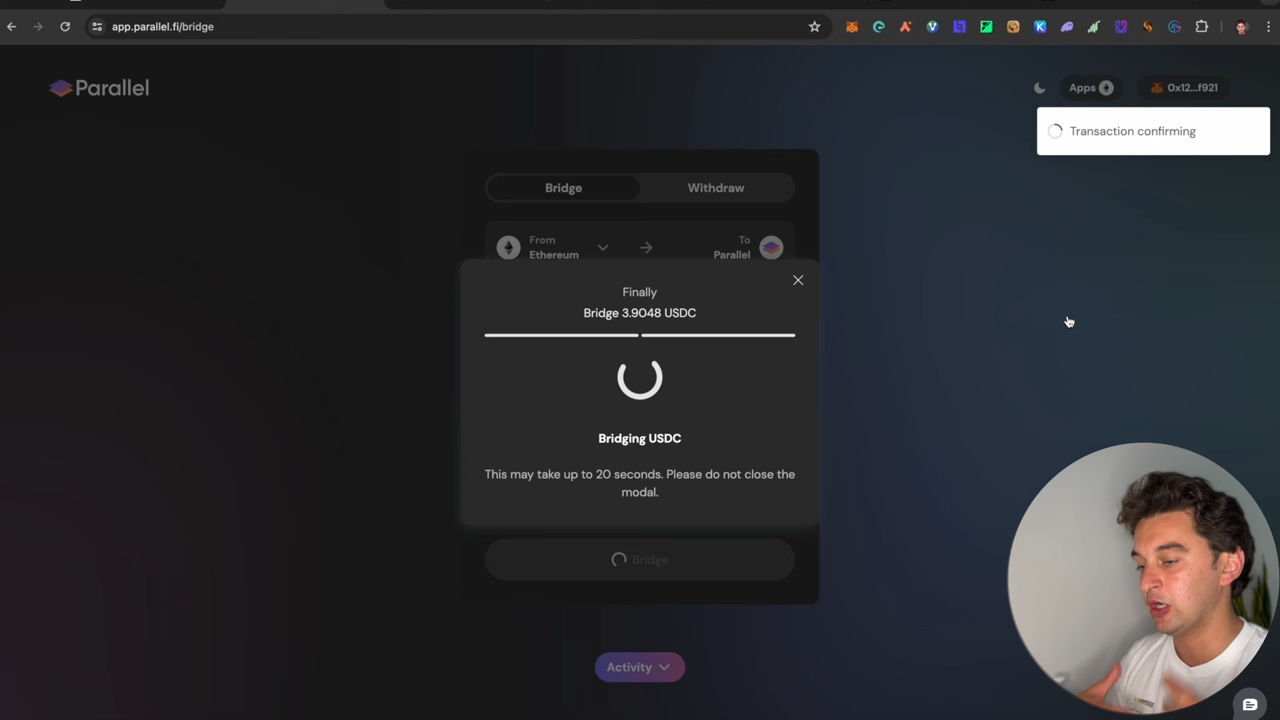 app.parallel.fi/bridge
Parallel
Apps
0x12...f921
Transaction confirming
Bridge
Withdraw
From
Ethereum
To
Parallel
Finally
Bridge 3.9048 USDC
Bridging USDC
This may take up to 20 seconds. Please do not close the
modal.
Bridge
Activity